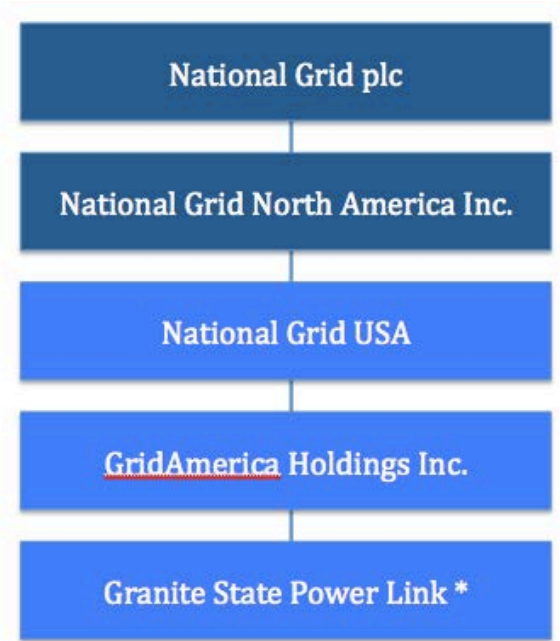 National Grid plc
National Grid North America Inc.
National Grid USA
GridAmerica Holdings Inc.
Granite State Power Link *